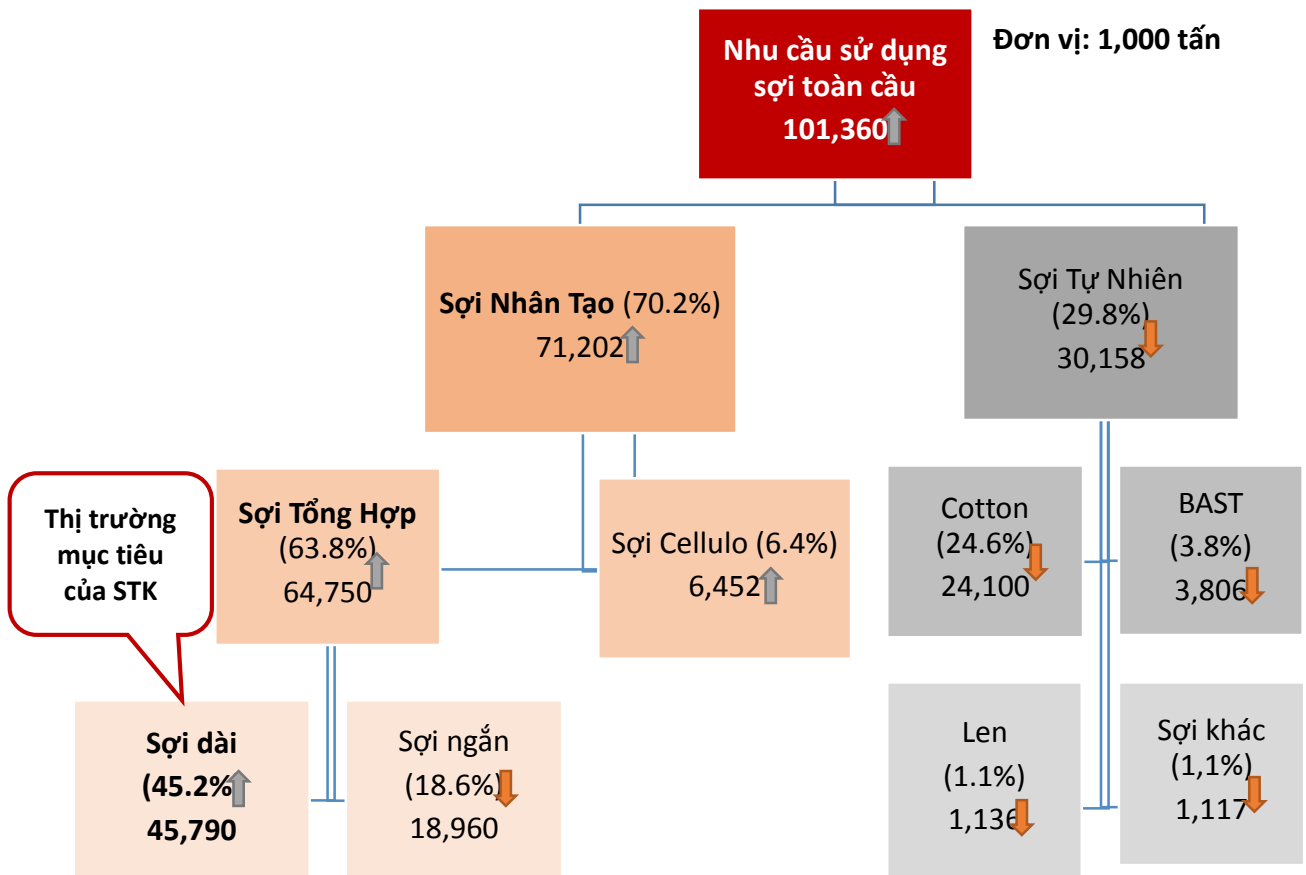 Nhu cầu sử dụng
sợi toàn cầu
101,360
Đơn vị: 1,000 tấn
Sợi Nhân Tạo (70.2%)
71,202
Sợi Tự Nhiên
(29.8%)
30,158
Thị trường
mục tiêu
của STK
Sợi Tổng Hợp
(63.8%)
64,750
Sợi Cellulo (6.4%)
6,452
Cotton
(24.6%)
24,100
BAST
(3.8%)
3,806
Sợi dài
(45.2%
45,790
Sợi ngắn
(18.6%)
18,960
Len
(1.1%)
1,136
Sợi khác
(1,1%)
1,117